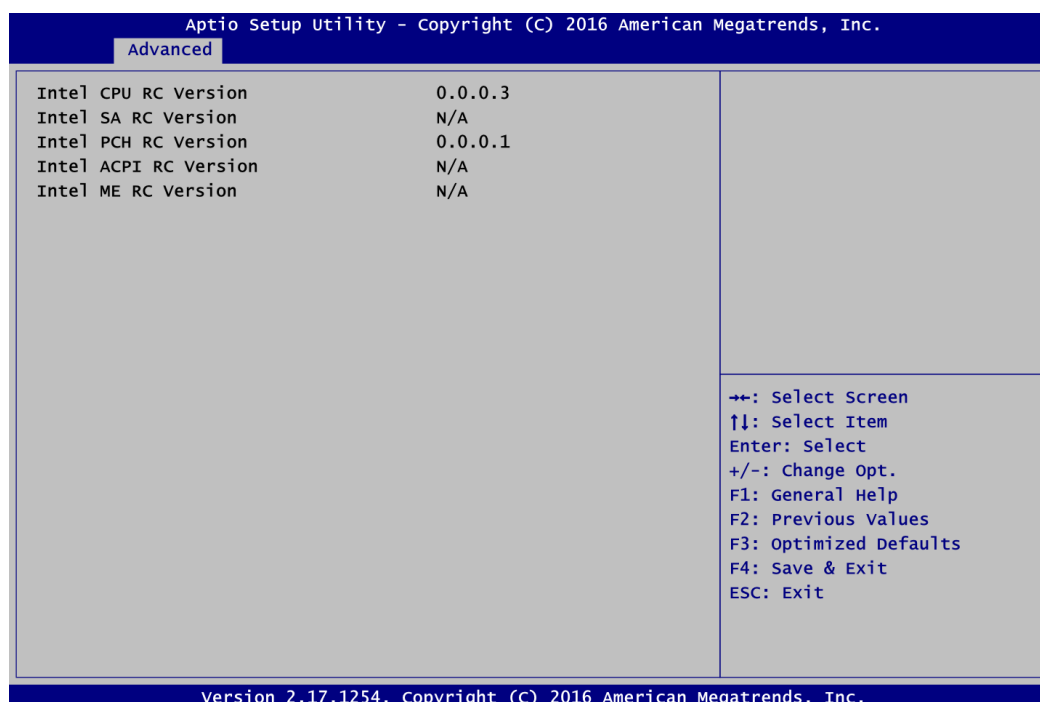 Aptio Setup Utility - Copyright (C) 2016 American Megatrends, Inc.
Advanced
Intel CPU RC Version 0.0.0.3
Intel SA RC Version N/A
Intel PCH RC Version 0.0.0.1
Intel ACPI RC Version N/A
Intel ME RC Version N/A
→←: Select Screen
↑↓: Select Item
Enter: Select
+/-: Change Opt.
F1: General Help
F2: Previous Values
F3: Optimized Defaults
F4: Save & Exit
ESC: Exit
Version 2.17.1254. Copyright (C) 2016 American Megatrends, Inc.